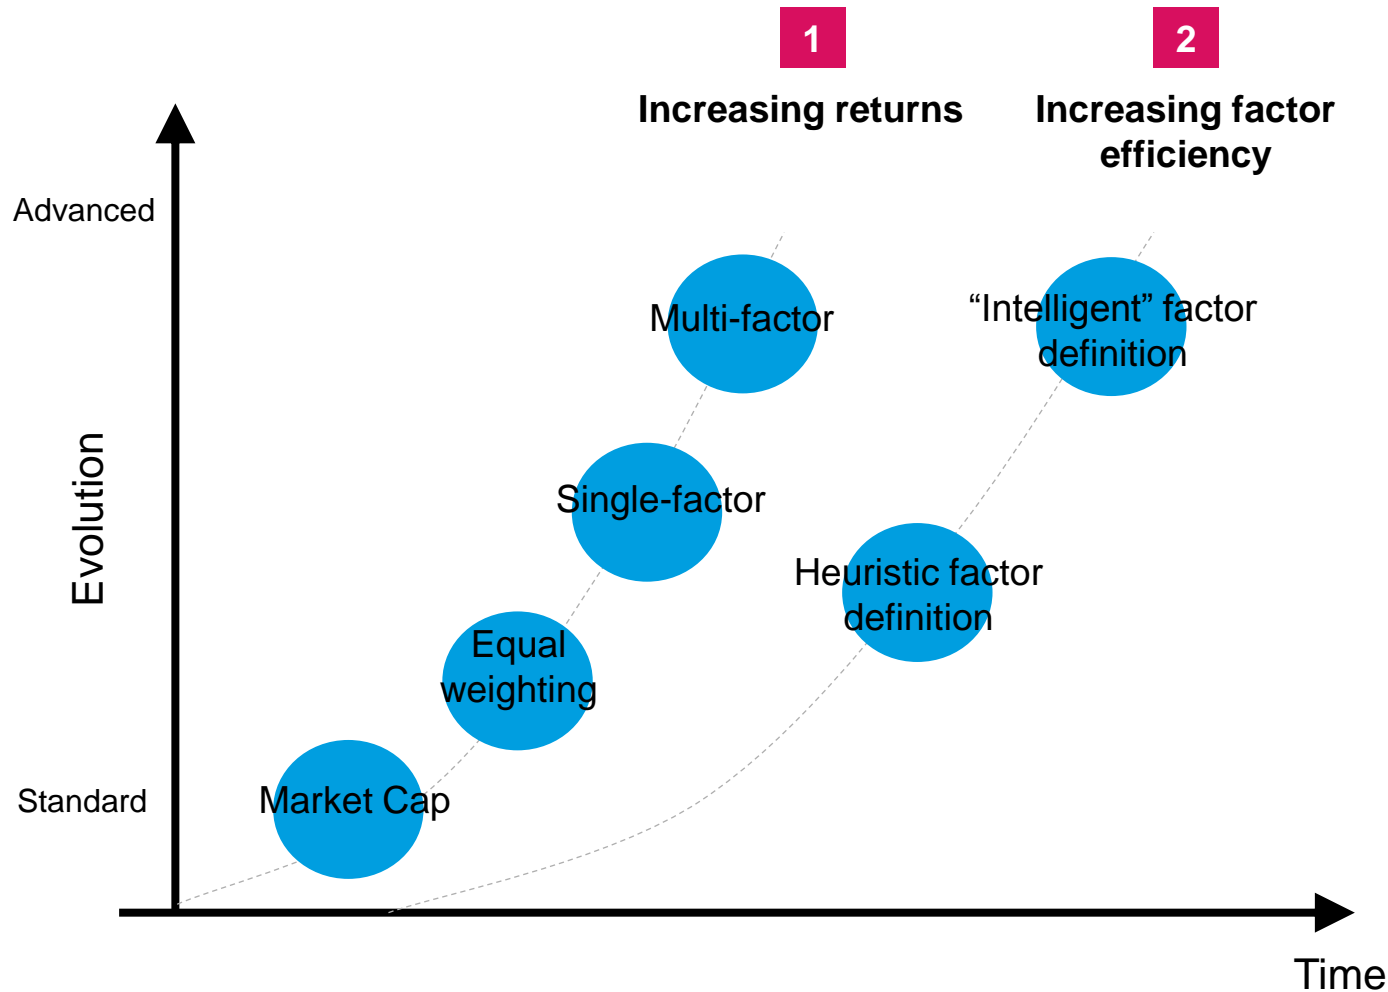 1
2
Increasing returns
Increasing factor
efficiency
Advanced
Multi-factor
“Intelligent” factor
definition
Evolution
Single-factor
Heuristic factor
definition
Equal
weighting
Standard
Market Cap
Time